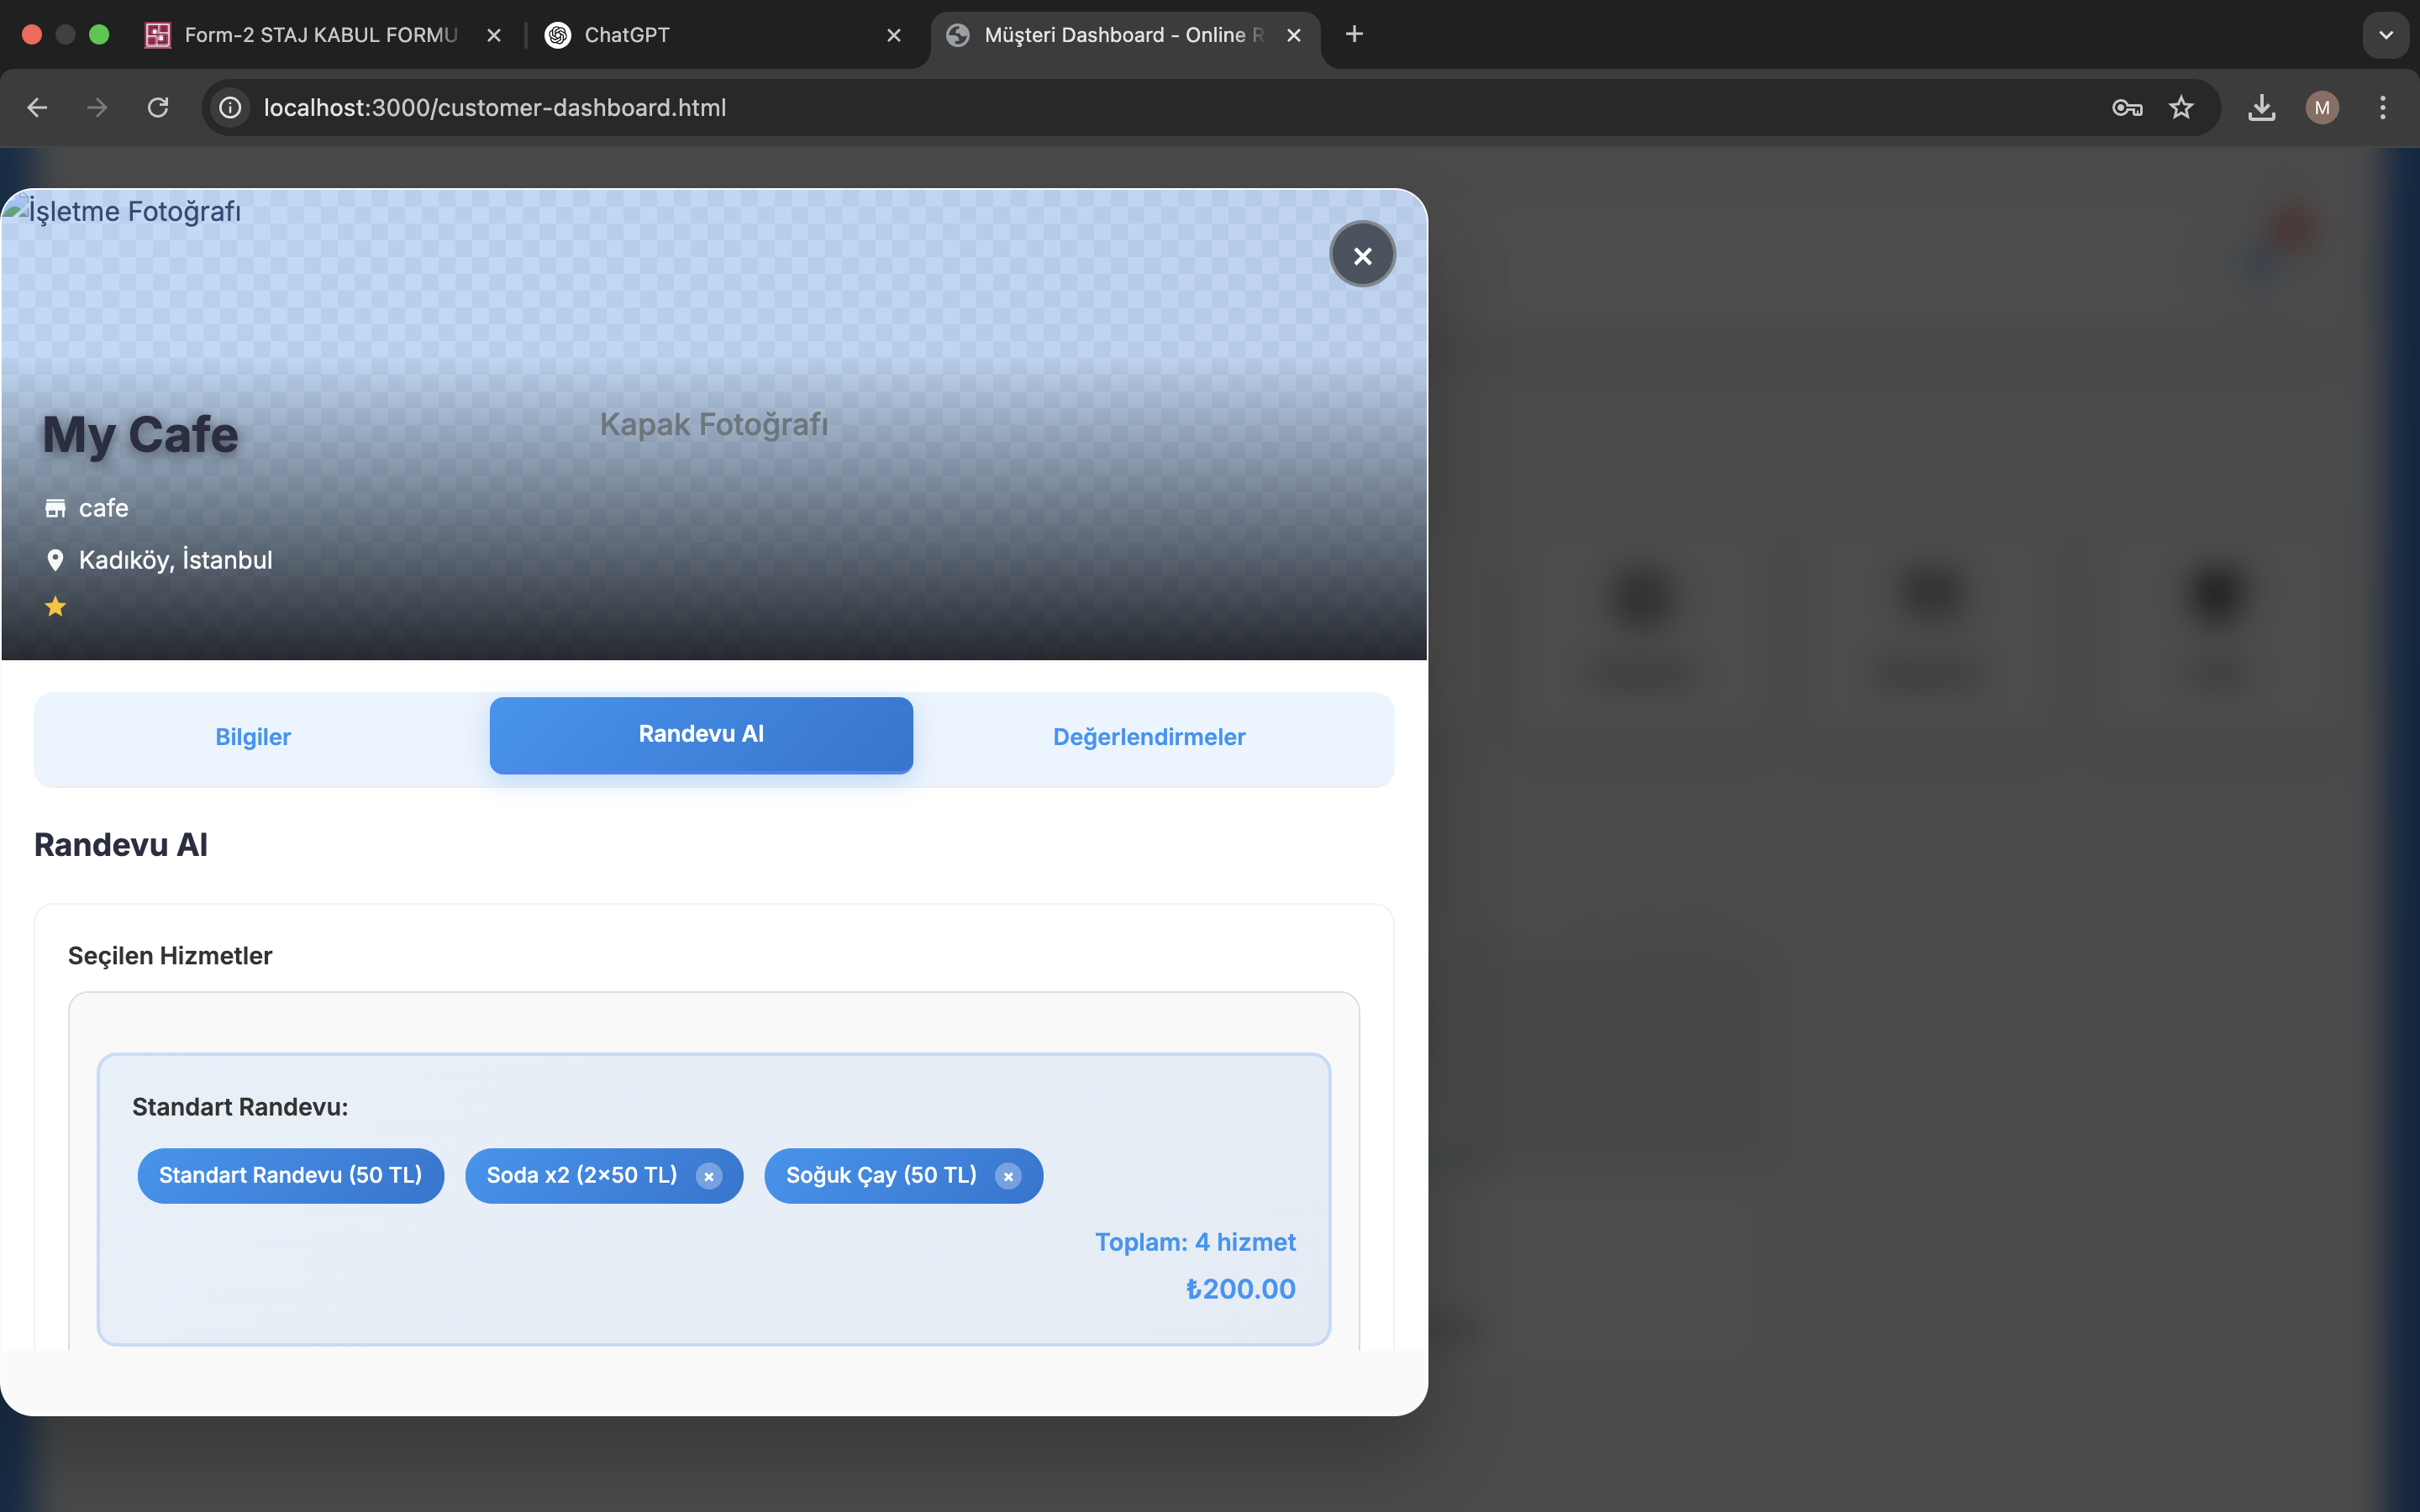 Form-2 STAJ KABUL FORMU
ChatGPT
Müşteri Dashboard - Online R
localhost:3000/customer-dashboard.html
M
İşletme Fotoğrafı
Kapak Fotoğrafı
My Cafe
cafe
Kadıköy, İstanbul
Bilgiler
Randevu Al
Değerlendirmeler
Randevu Al
Seçilen Hizmetler
Standart Randevu:
Standart Randevu (50 TL)
Soda x2 (2×50 TL)
Soğuk Çay (50 TL)
Toplam: 4 hizmet
₺200.00